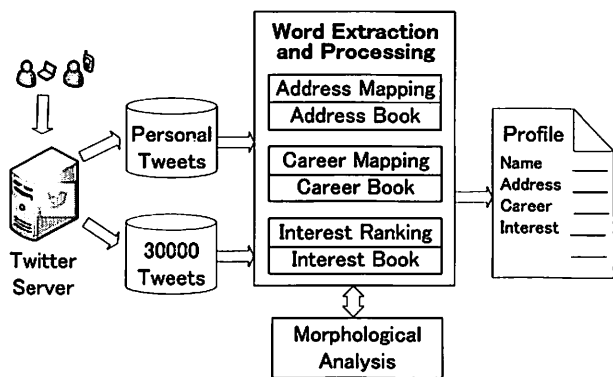 Word Extraction
and Processing
Address Mapping
Address Book
Career Mapping
Career Book
Interest Ranking
Interest Book
Personal
Tweets
30000
Tweets
Twitter
Server
Profile
Name
Address
Career
Interest
Morphological
Analysis